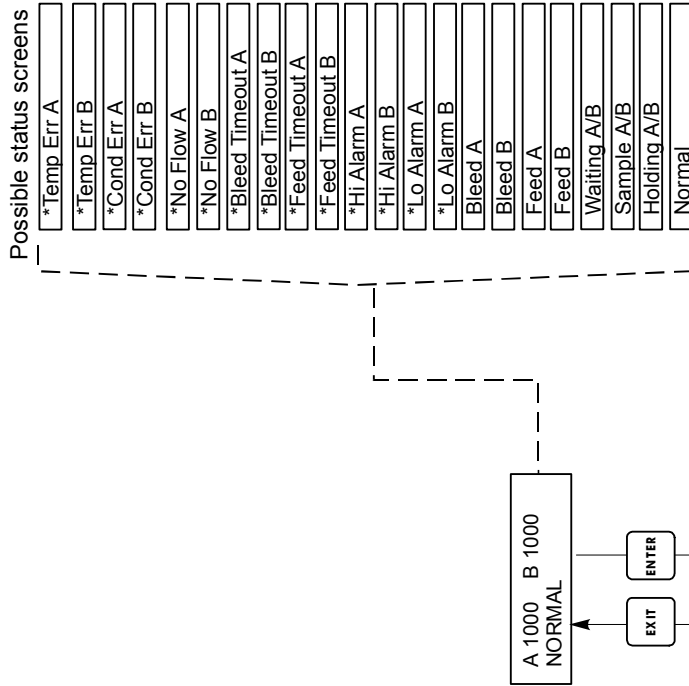 Possible status screens
*Temp Err A
*Temp Err B
*Cond Err A
*Cond Err B
*No Flow A
*No Flow B
*Bleed Timeout A
*Bleed Timeout B
*Feed Timeout A
*Feed Timeout B
*Hi Alarm A
*Hi Alarm B
*Lo Alarm A
*Lo Alarm B
Bleed A
Bleed B
Feed A
Feed B
Waiting A/B
Sample A/B
Holding A/B
Normal
A 1000 B 1000
NORMAL
EXIT
ENTER